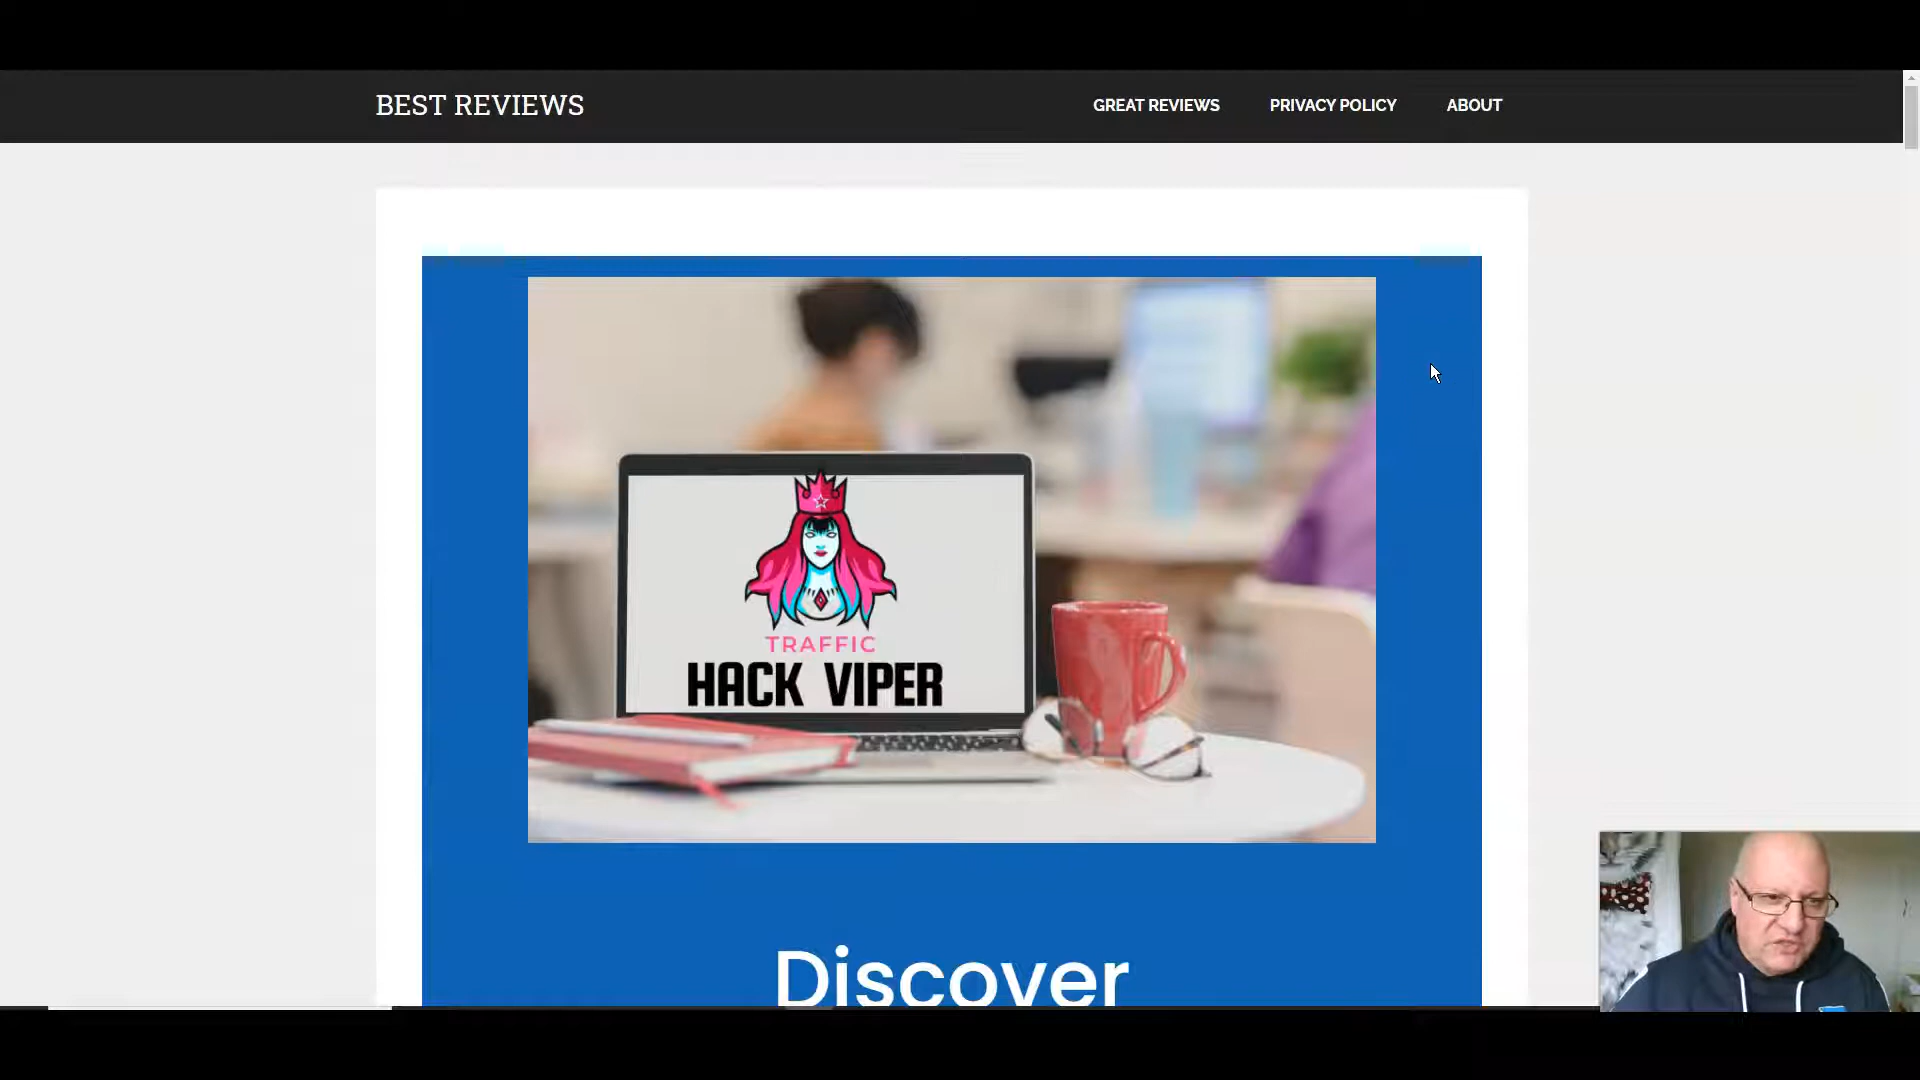 BEST REVIEWS
GREAT REVIEWS PRIVACY POLICY ABOUT
TRAFFIC
HACK VIPER
Discover